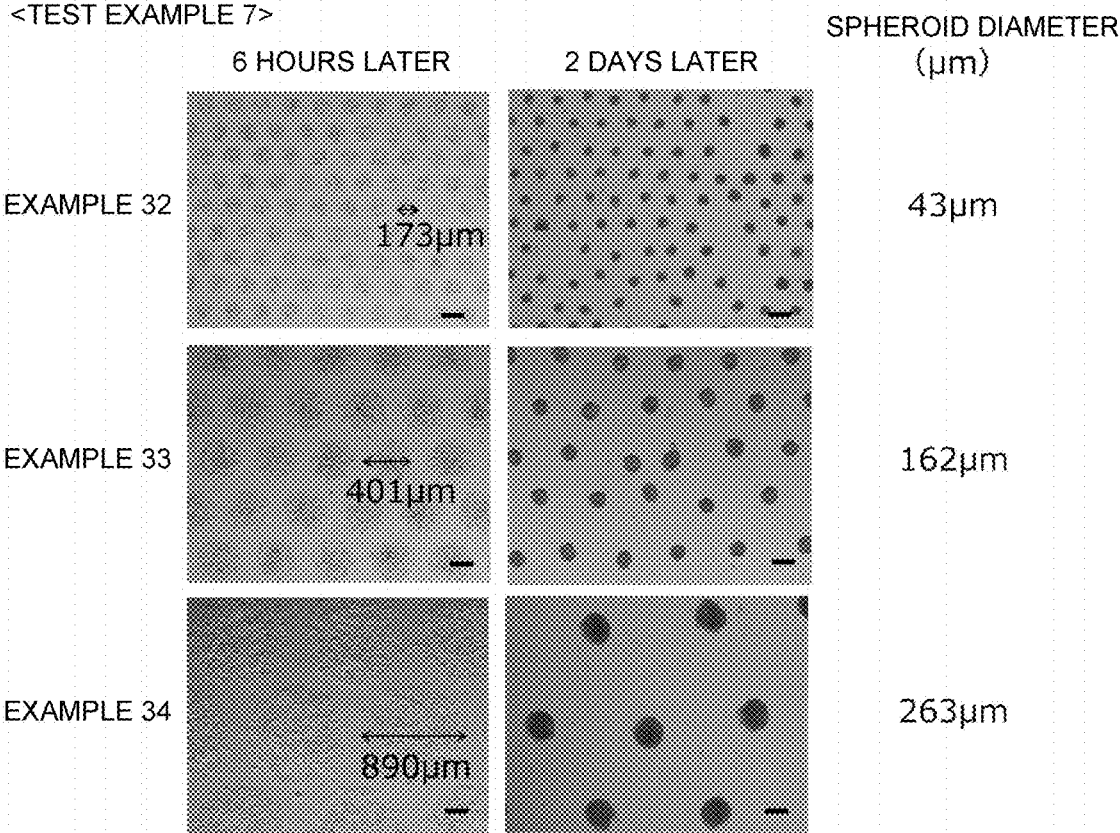 <TEST EXAMPLE 7>
SPHEROID DIAMETER
(μm)
6 HOURS LATER
2 DAYS LATER
EXAMPLE 32
173μm
43μm
EXAMPLE 33
401μm
162μm
EXAMPLE 34
890μm
263μm